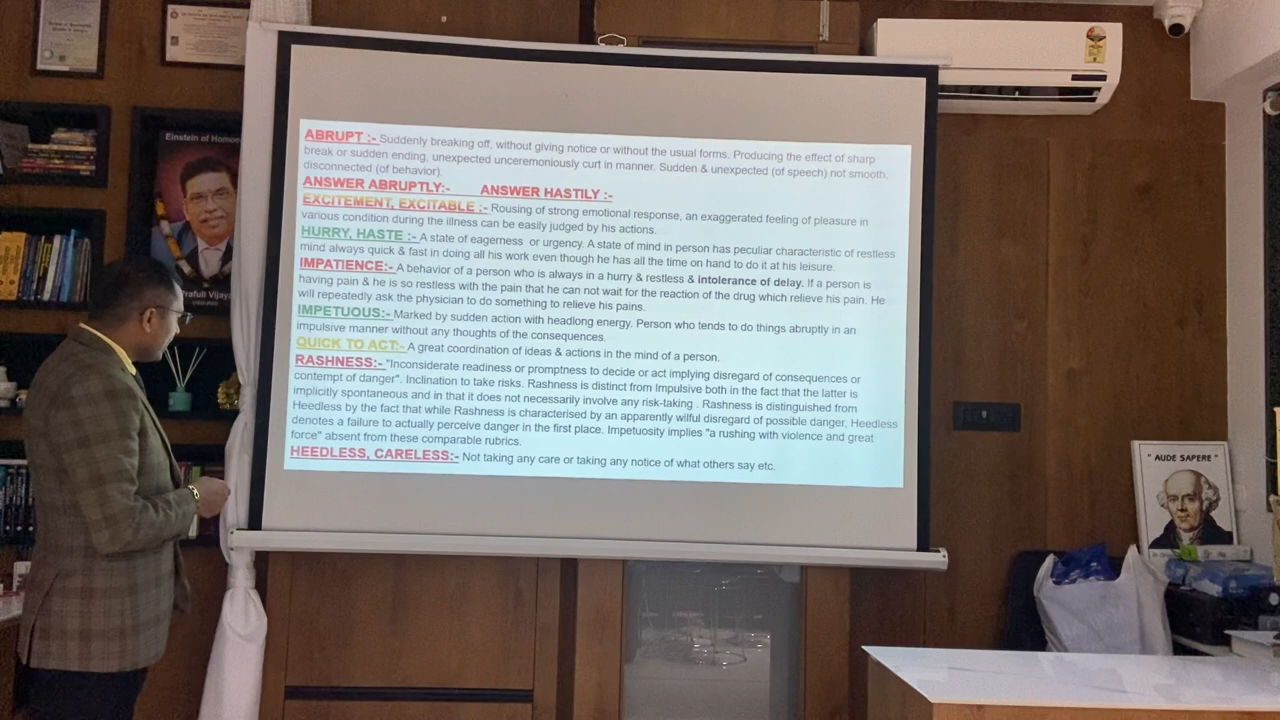 Einstein of Homeo
Prafull Vijay
ABRUPT :- Suddenly breaking off, without giving notice or without the usual forms. Producing the effect of sharp
break or sudden ending, unexpected unceremoniously curt in manner. Sudden & unexpected (of speech) not smooth,
disconnected (of behavior).
ANSWER ABRUPTLY:- ANSWER HASTILY :-
EXCITEMENT, EXCITABLE :- Rousing of strong emotional response, an exaggerated feeling of pleasure in
various condition during the illness can be easily judged by his actions.
HURRY, HASTE :- A state of eagerness or urgency. A state of mind in person has peculiar characteristic of restless
mind always quick & fast in doing all his work even though he has all the time on hand to do it at his leisure.
IMPATIENCE:- A behavior of a person who is always in a hurry & restless & intolerance of delay. If a person is
having pain & he is so restless with the pain that he can not wait for the reaction of the drug which relieve his pain. He
will repeatedly ask the physician to do something to relieve his pains.
IMPETUOUS:- Marked by sudden action with headlong energy. Person who tends to do things abruptly in an
impulsive manner without any thoughts of the consequences.
QUICK TO ACT:- A great coordination of ideas & actions in the mind of a person.
RASHNESS:- "Inconsiderate readiness or promptness to decide or act implying disregard of consequences or
contempt of danger". Inclination to take risks. Rashness is distinct from Impulsive both in the fact that the latter is
implicitly spontaneous and in that it does not necessarily involve any risk-taking . Rashness is distinguished from
Heedless by the fact that while Rashness is characterised by an apparently wilful disregard of possible danger, Heedless
denotes a failure to actually perceive danger in the first place. Impetuosity implies "a rushing with violence and great
force" absent from these comparable rubrics.
HEEDLESS, CARELESS:- Not taking any care or taking any notice of what others say etc.
" AUDE SAPERE "